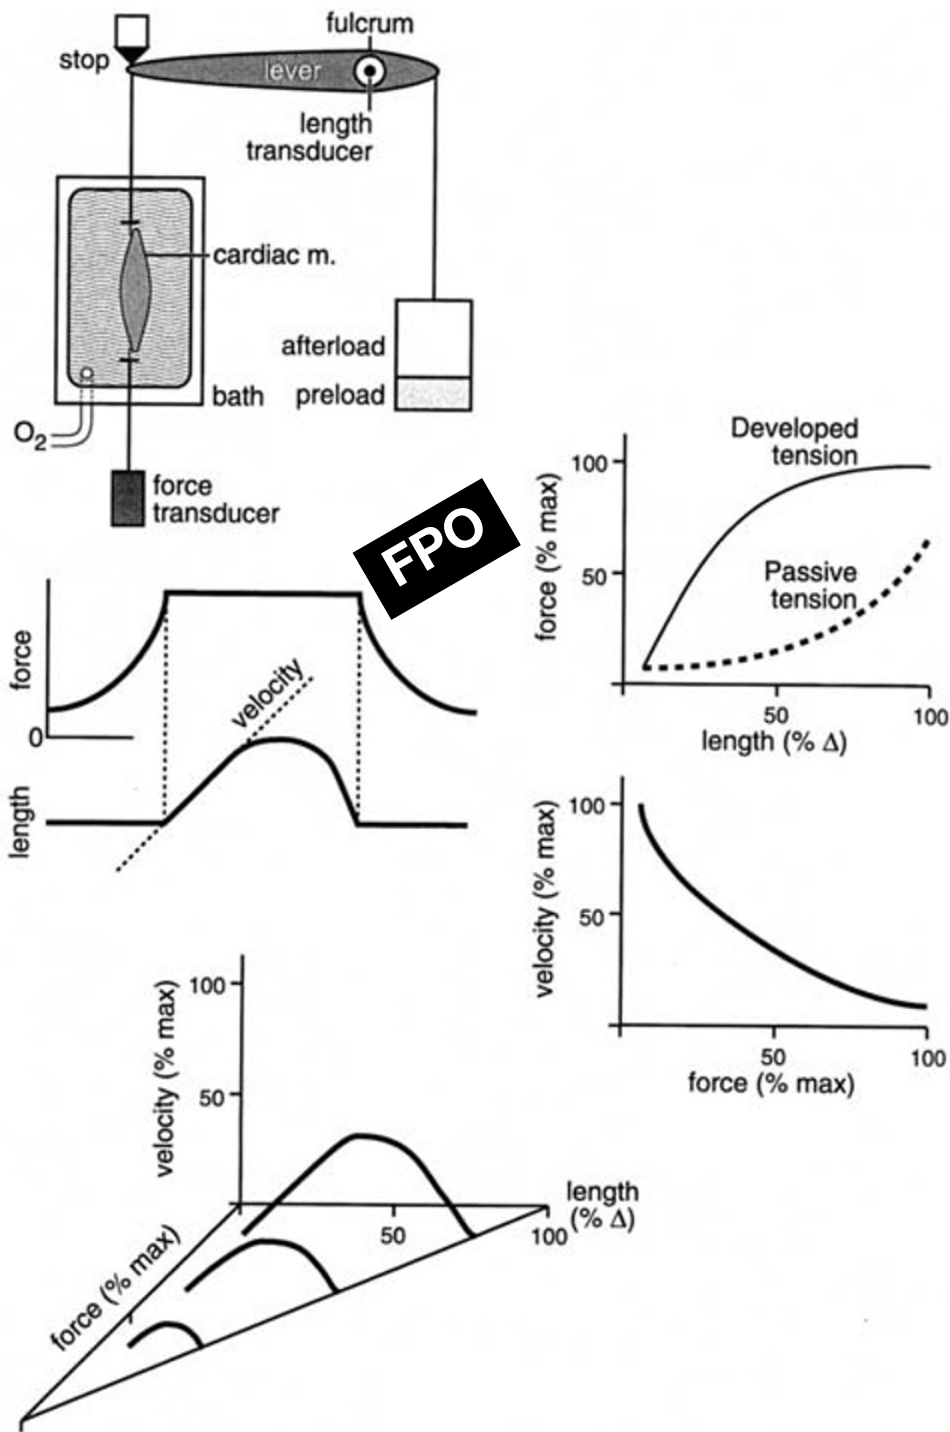 fulcrum
stop
lever
length
transducer
cardiac m.
afterload
preload
bath
O2
force
transducer
FPO
Developed
tension
100
50
force (% max)
Passive
tension
50
100
length (% Δ)
force
0
velocity
length
100
50
velocity (% max)
50
100
force (% max)
100
50
velocity (% max)
length
(% Δ)
50
100
force (% max)